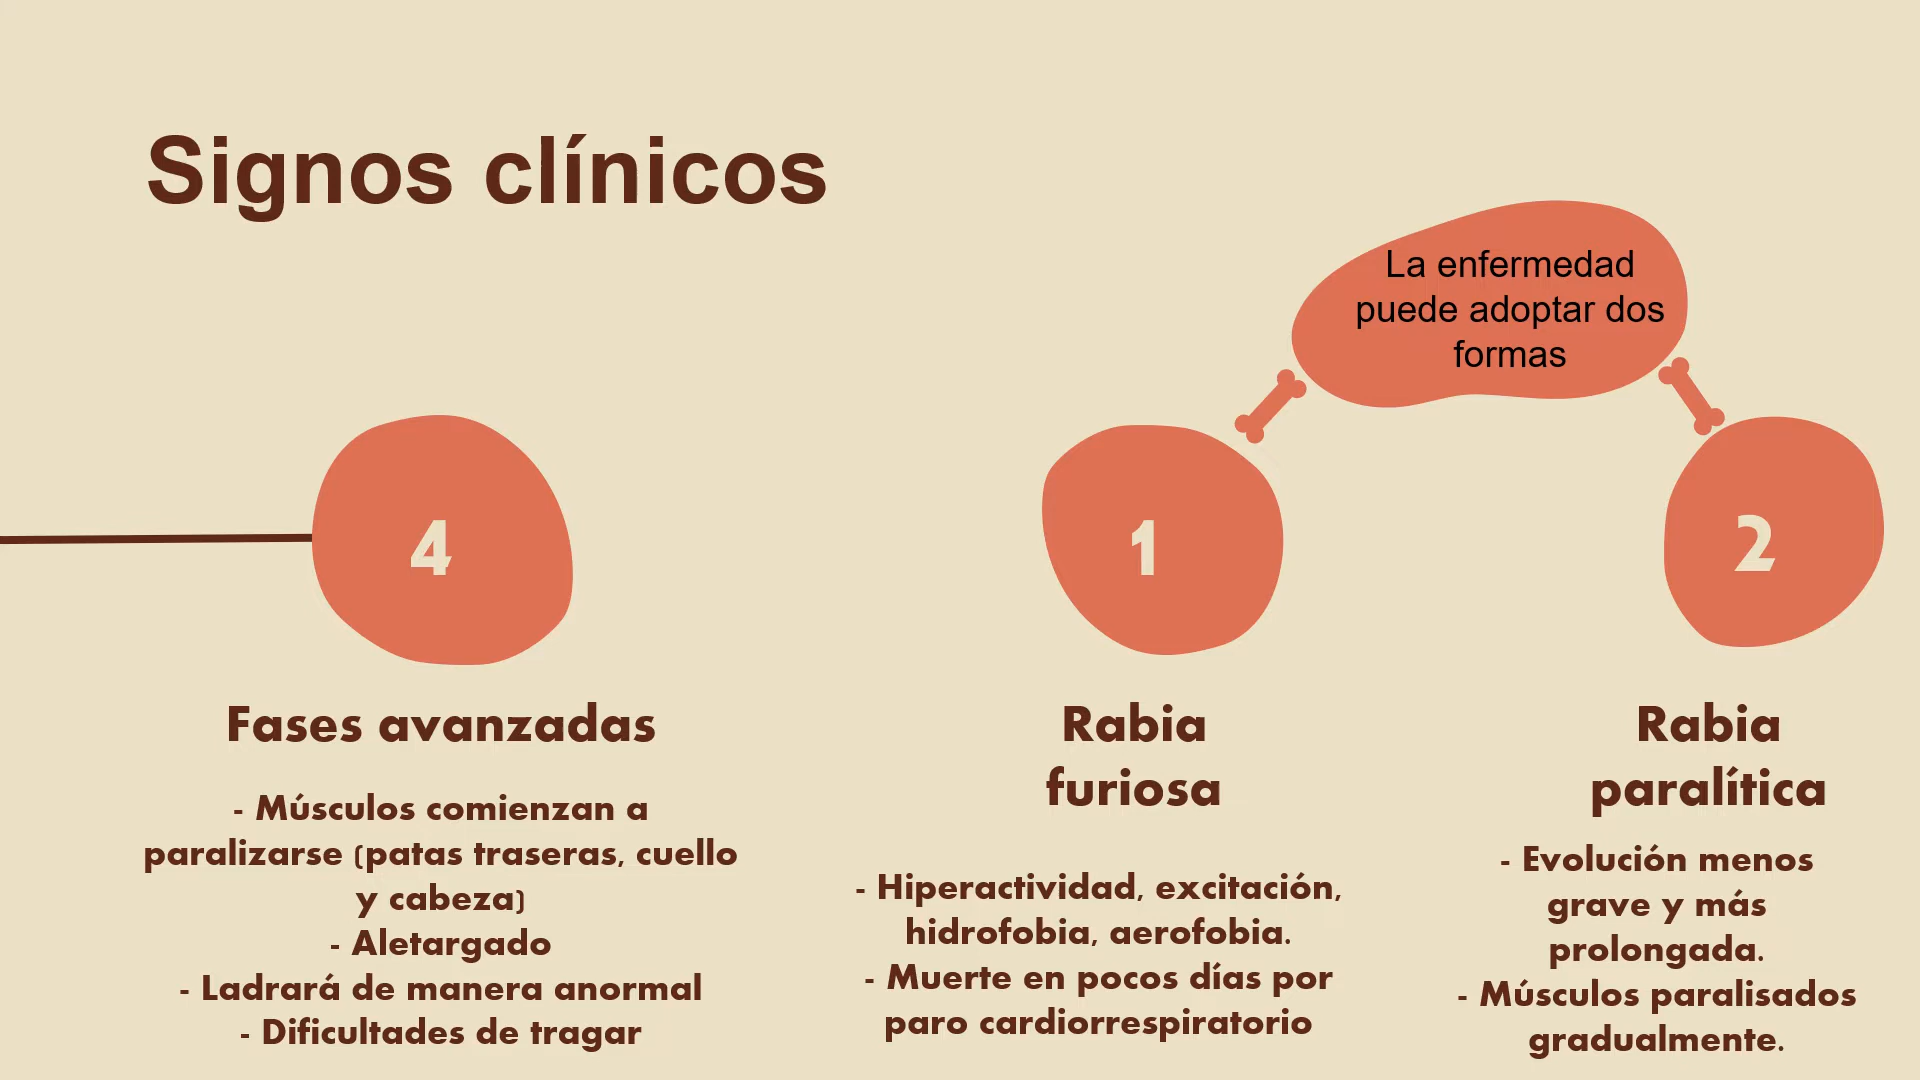 Signos clínicos
La enfermedad
puede adoptar dos
formas
4
Fases avanzadas
- Músculos comienzan a
paralizarse (patas traseras, cuello
y cabeza)
- Aletargado
- Ladrará de manera anormal
- Dificultades de tragar
1
Rabia
furiosa
- Hiperactividad, excitación,
hidrofobia, aerofobia.
- Muerte en pocos días por
paro cardiorrespiratorio
2
Rabia
paralítica
- Evolución menos
grave y más
prolongada.
- Músculos paralisados
gradualmente.